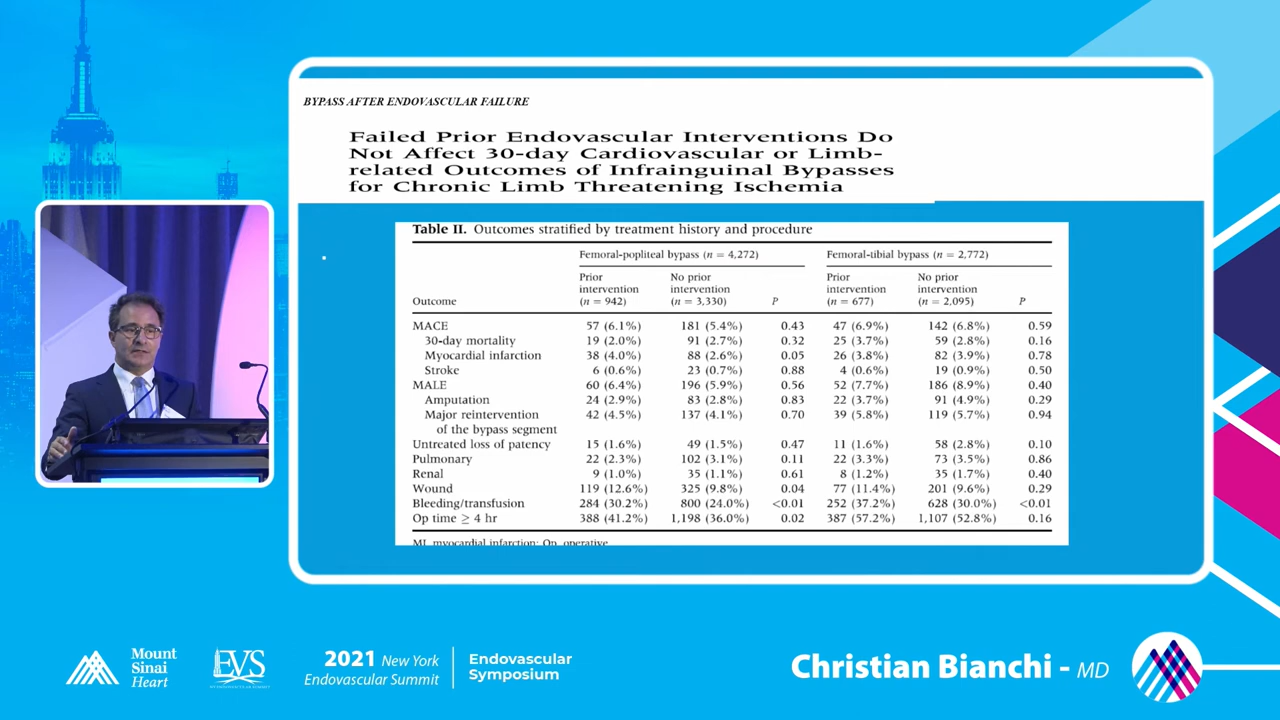 BYPASS AFTER ENDOVASCULAR FAILURE
Failed Prior Endovascular Interventions Do
Not Affect 30-day Cardiovascular or Limb-
related Outcomes of Infrainguinal Bypasses
for Chronic Limb Threatening Ischemia
Table II. Outcomes stratified by treatment history and procedure
Femoral-popliteal bypass (n = 4,272) Femoral-tibial bypass (n = 2,772)
Prior No prior Prior No prior
intervention intervention intervention intervention
Outcome (n = 942) (n = 3,330) P (n = 677) (n = 2,095) P
MACE 57 (6.1%) 181 (5.4%) 0.43 47 (6.9%) 142 (6.8%) 0.59
30-day mortality 19 (2.0%) 91 (2.7%) 0.32 25 (3.7%) 59 (2.8%) 0.16
Myocardial infarction 38 (4.0%) 88 (2.6%) 0.05 26 (3.8%) 82 (3.9%) 0.78
Stroke 6 (0.6%) 23 (0.7%) 0.88 4 (0.6%) 19 (0.9%) 0.50
MALE 60 (6.4%) 196 (5.9%) 0.56 52 (7.7%) 186 (8.9%) 0.40
Amputation 24 (2.9%) 83 (2.8%) 0.83 22 (3.7%) 91 (4.9%) 0.29
Major reintervention 42 (4.5%) 137 (4.1%) 0.70 39 (5.8%) 119 (5.7%) 0.94
of the bypass segment
Untreated loss of patency 15 (1.6%) 49 (1.5%) 0.47 11 (1.6%) 58 (2.8%) 0.10
Pulmonary 22 (2.3%) 102 (3.1%) 0.11 22 (3.3%) 73 (3.5%) 0.86
Renal 9 (1.0%) 35 (1.1%) 0.61 8 (1.2%) 35 (1.7%) 0.40
Wound 119 (12.6%) 325 (9.8%) 0.04 77 (11.4%) 201 (9.6%) 0.29
Bleeding/transfusion 284 (30.2%) 800 (24.0%) <0.01 252 (37.2%) 628 (30.0%) <0.01
Op time ≥ 4 hr 388 (41.2%) 1,198 (36.0%) 0.02 387 (57.2%) 1,107 (52.8%) 0.16
MI, myocardial infarction; Op, operative
Mount
Sinai
Heart
EVS
2021 New York
Endovascular Summit
Endovascular
Symposium
Christian Bianchi - MD